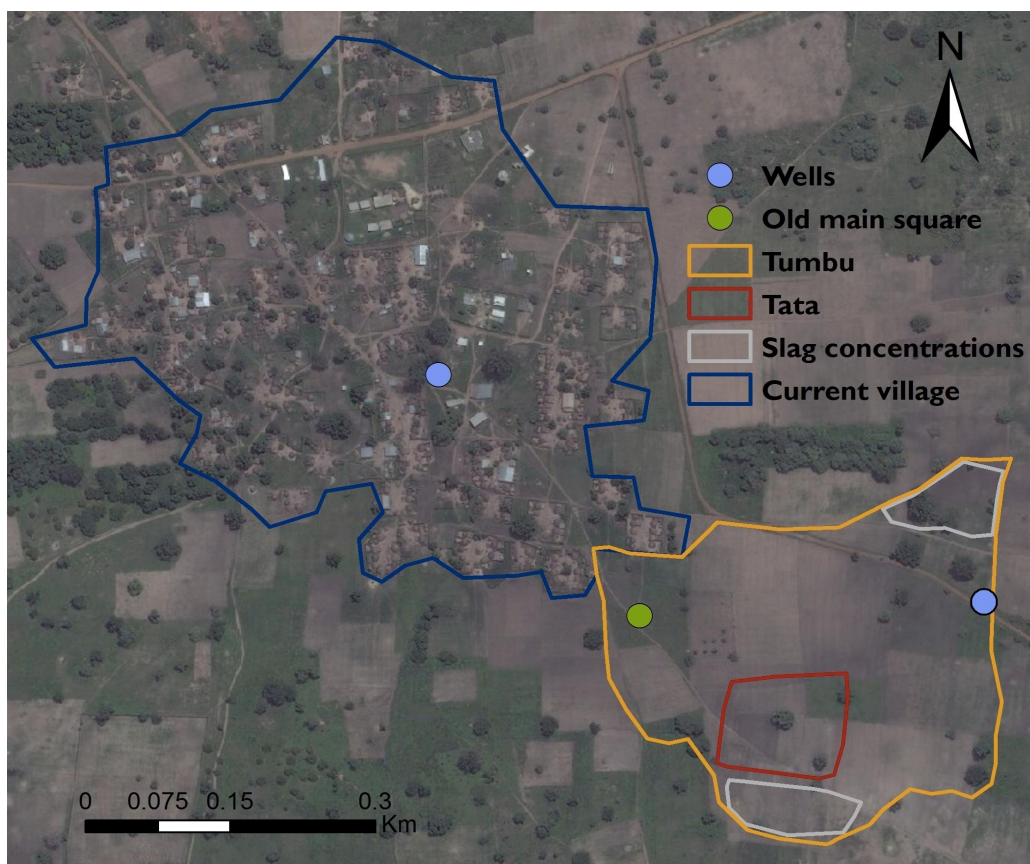 N
Wells
Old main square
Tumbu
Tata
Slag concentrations
Current village
0 0.075 0.15 0.3
Km